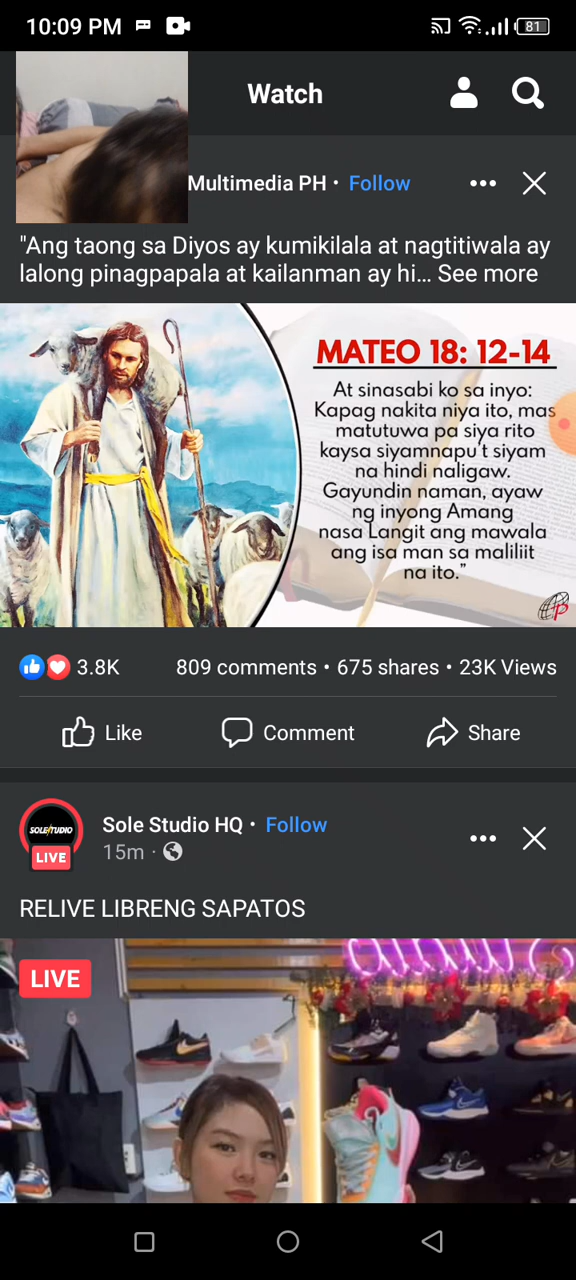 10:09 PM
81
Watch
Multimedia PH • Follow
"Ang taong sa Diyos ay kumikilala at nagtitiwala ay
lalong pinagpapala at kailanman ay hi... See more
MATEO 18: 12-14
At sinasabi ko sa inyo:
Kapag nakita niya ito, mas
matutuwa pa siya rito
kaysa siyamnapu't siyam
na hindi naligaw.
Gayundin naman, ayaw
ng inyong Amang
nasa Langit ang mawala
ang isa man sa maliliit
na ito.”
3.8K
809 comments • 675 shares • 23K Views
Like
Comment
Share
SOLE STUDIO
LIVE
Sole Studio HQ • Follow
15m
RELIVE LIBRENG SAPATOS
LIVE